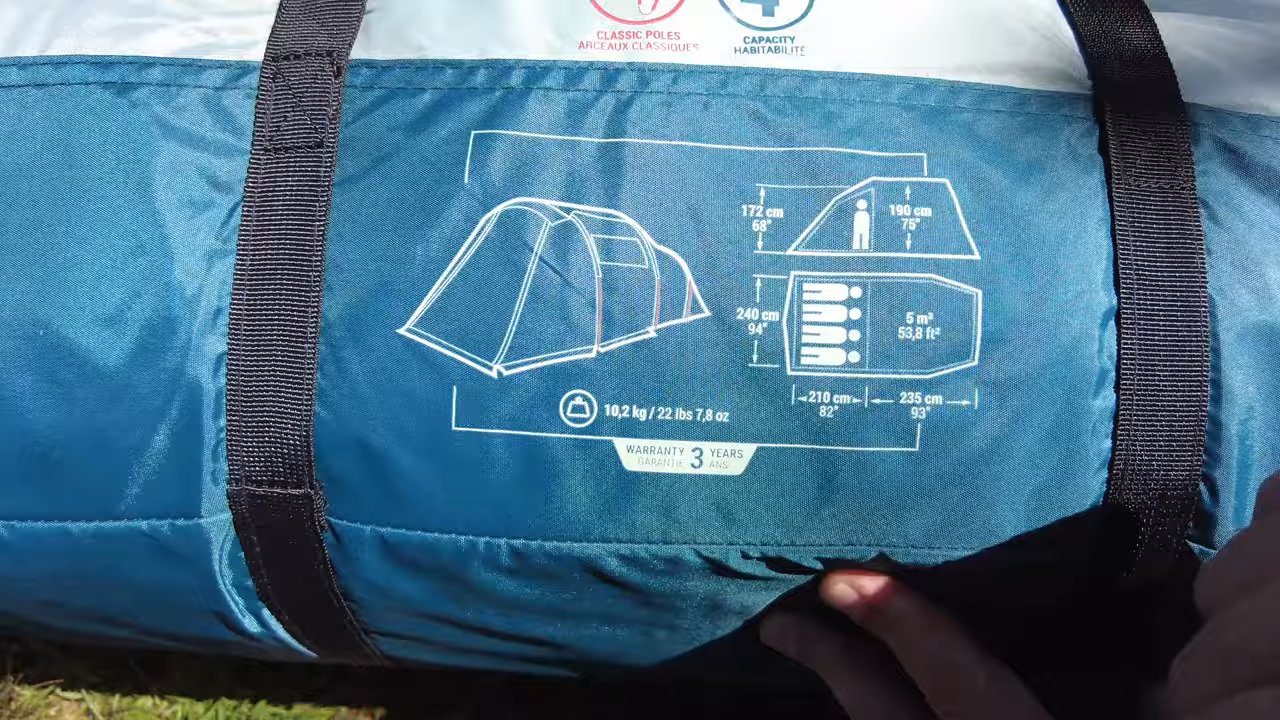 4
CLASSIC POLES
ARCEAUX CLASSIQUES
CAPACITY
HABITABILITÉ
172 cm
68"
190 cm
75"
240 cm
94"
5 m²
53,8 ft²
210 cm
82"
235 cm
93"
10,2 kg / 22 lbs 7,8 oz
WARRANTY 3 YEARS
GARANTIE ANS